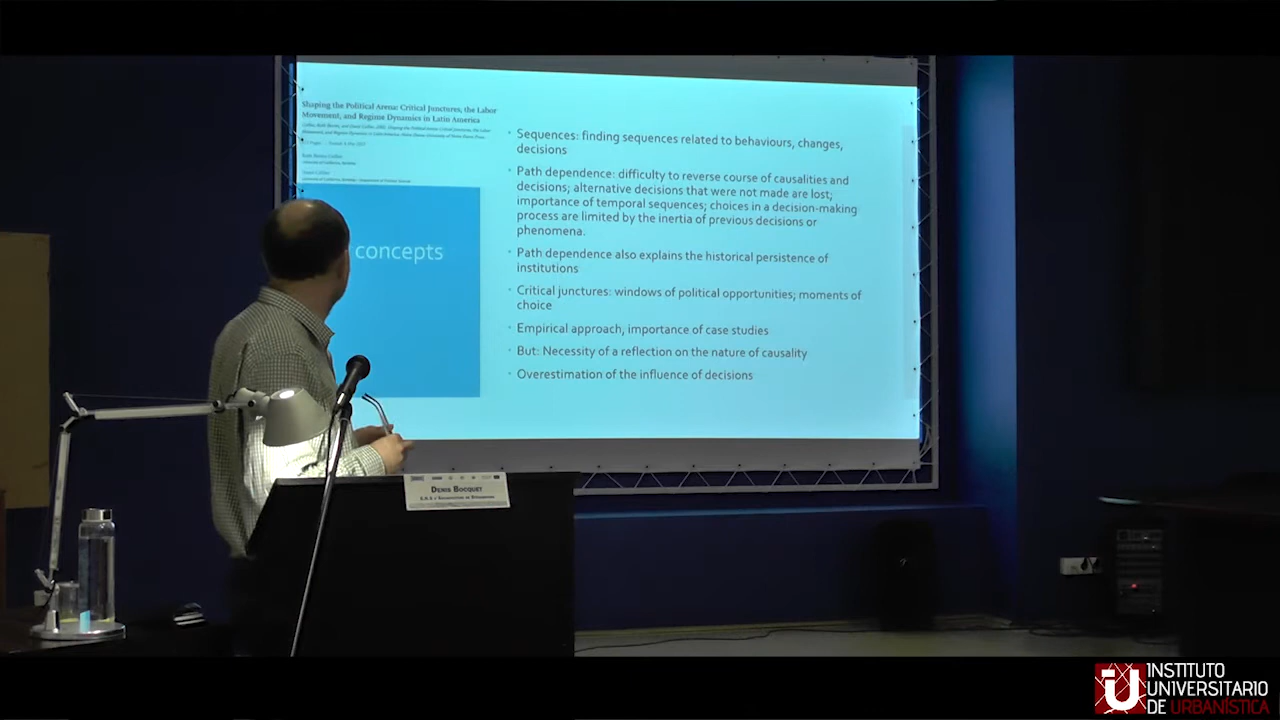 Shaping the Political Arena: Critical Junctures, the Labor
Movement, and Regime Dynamics in Latin America
concepts
• Sequences: finding sequences related to behaviours, changes,
decisions
• Path dependence: difficulty to reverse course of causalities and
decisions; alternative decisions that were not made are lost;
importance of temporal sequences; choices in a decision-making
process are limited by the inertia of previous decisions or
phenomena.
• Path dependence also explains the historical persistence of
institutions
• Critical junctures: windows of political opportunities; moments of
choice
• Empirical approach, importance of case studies
• But: Necessity of a reflection on the nature of causality
• Overestimation of the influence of decisions
Denis Bocquet
INSTITUTO
UNIVERSITARIO
DE URBANÍSTICA